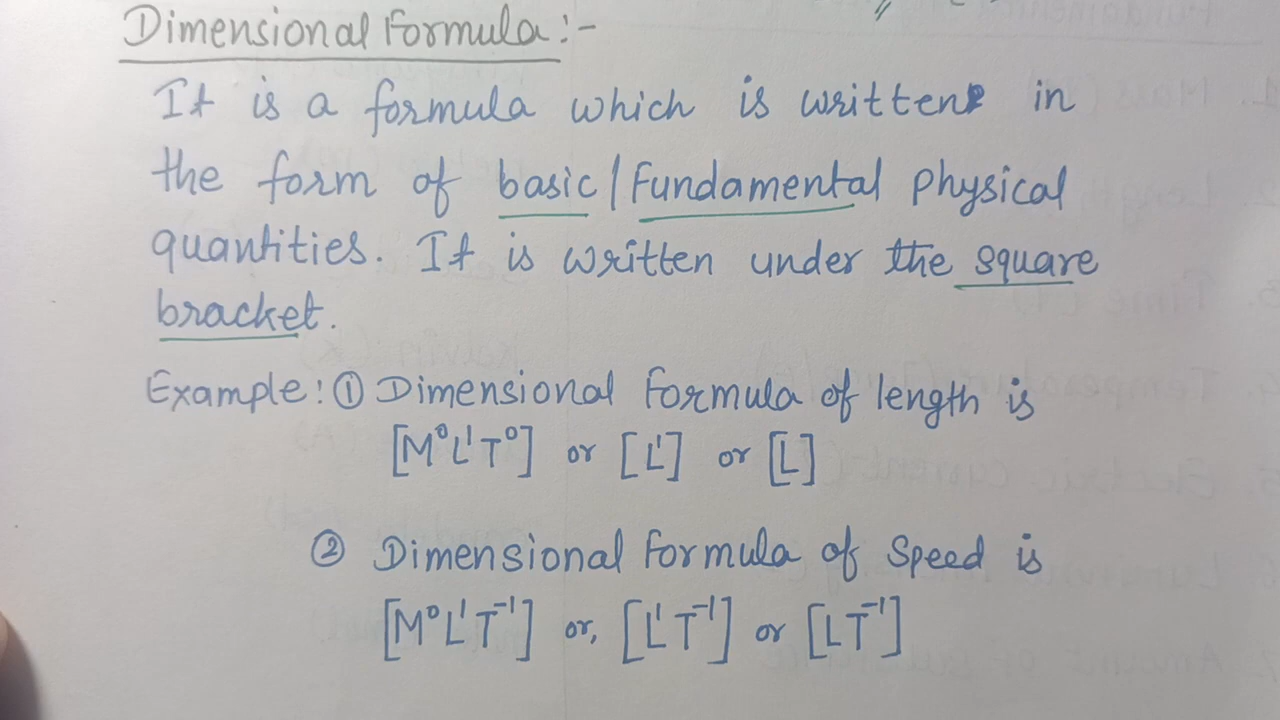 Dimensional Formula:-
It is a formula which is written in
the form of basic/Fundamental physical
quantities. It is written under the square
bracket.
Example: ① Dimensional formula of length is
[M⁰L¹T⁰] or [L¹] or [L]
② Dimensional formula of Speed is
[M⁰L¹T⁻¹] or, [L¹T⁻¹] or [LT⁻¹]